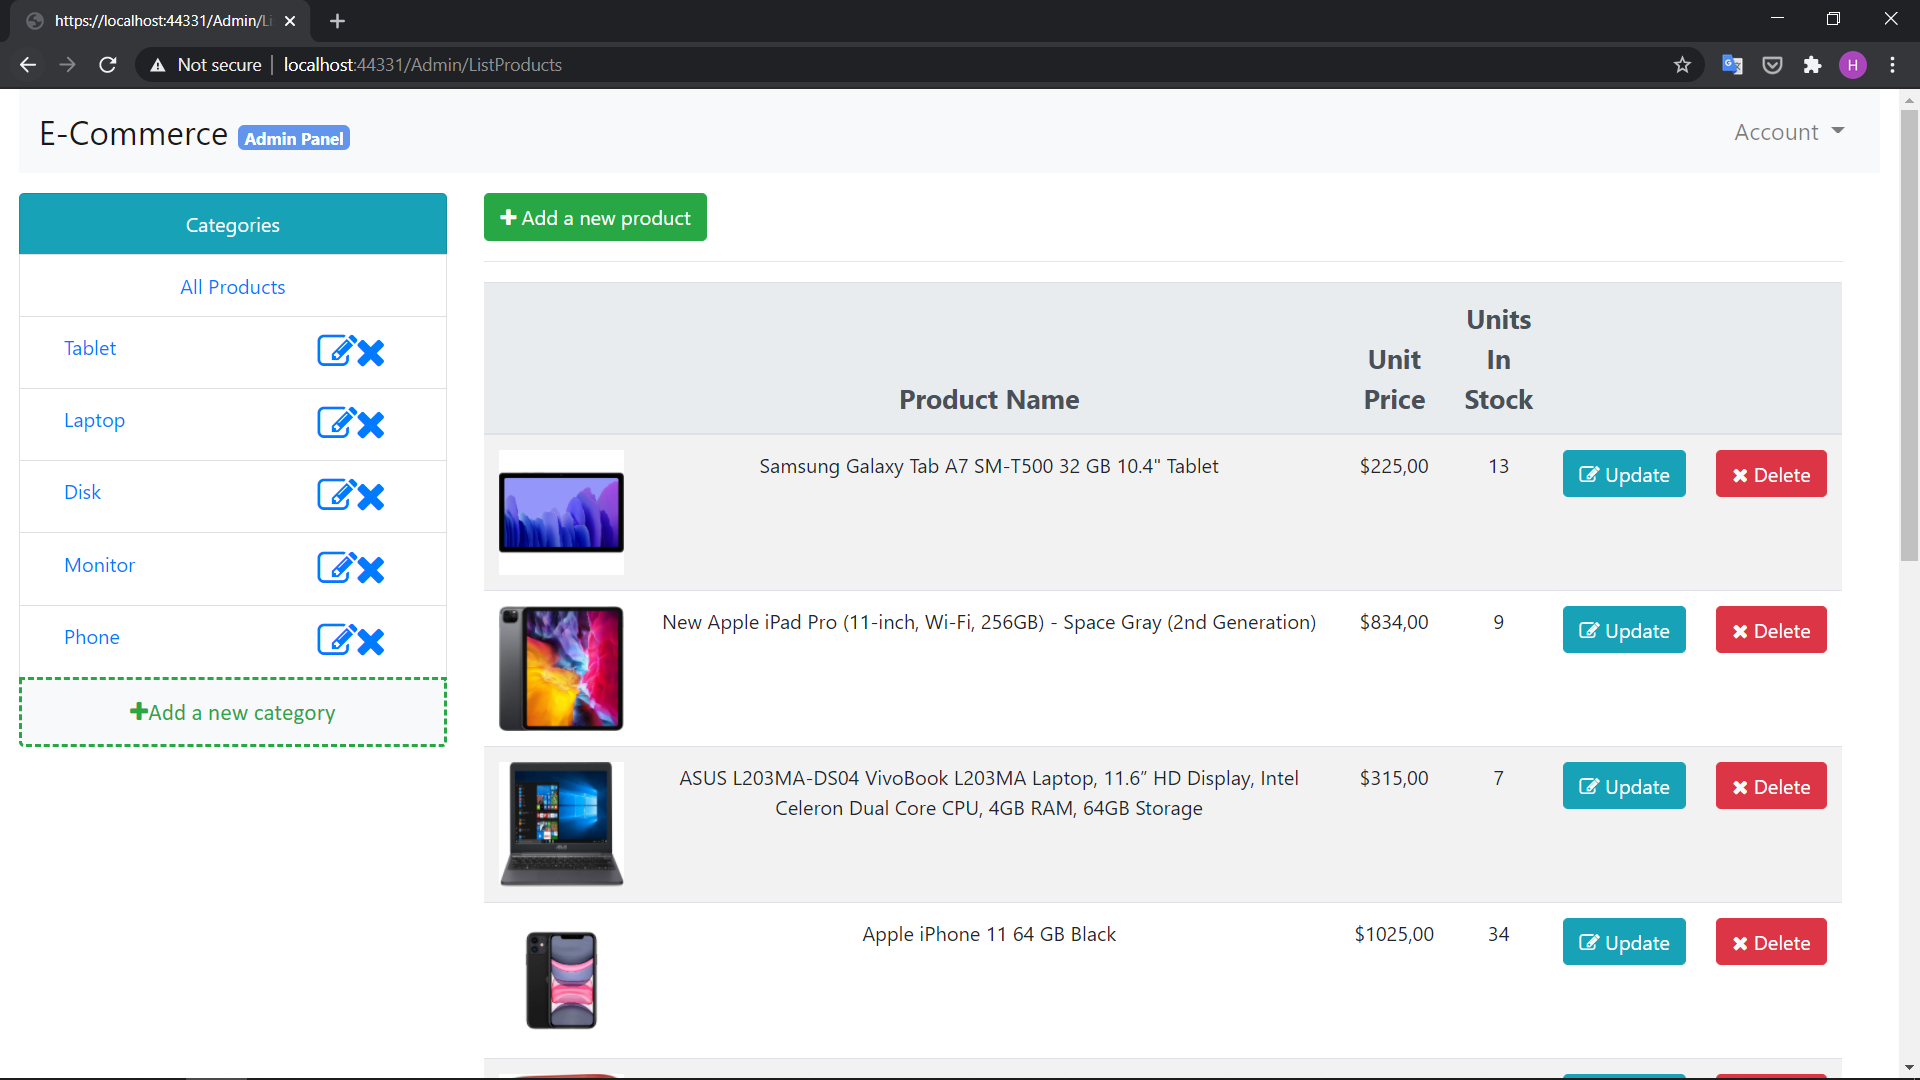 https://localhost:44331/Admin/Li
Not secure | localhost:44331/Admin/ListProducts
H
E-Commerce Admin Panel
Account
Categories
All Products
Tablet
Laptop
Disk
Monitor
Phone
Add a new category
Add a new product
Product Name
Unit
Price
Units
In
Stock
Samsung Galaxy Tab A7 SM-T500 32 GB 10.4" Tablet $225,00 13 Update Delete
New Apple iPad Pro (11-inch, Wi-Fi, 256GB) - Space Gray (2nd Generation) $834,00 9 Update Delete
ASUS L203MA-DS04 VivoBook L203MA Laptop, 11.6” HD Display, Intel $315,00 7 Update Delete
Celeron Dual Core CPU, 4GB RAM, 64GB Storage
Apple iPhone 11 64 GB Black $1025,00 34 Update Delete